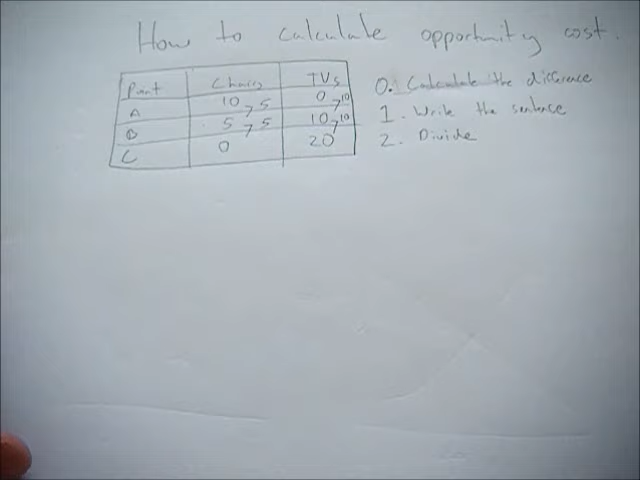 How to calculate opportunity cost.
Point Chairs TVs
A 10 0
> 5 > 10
B 5 10
> 5 > 10
C 0 20
0. Calculate the difference
1. Write the sentence
2. Divide